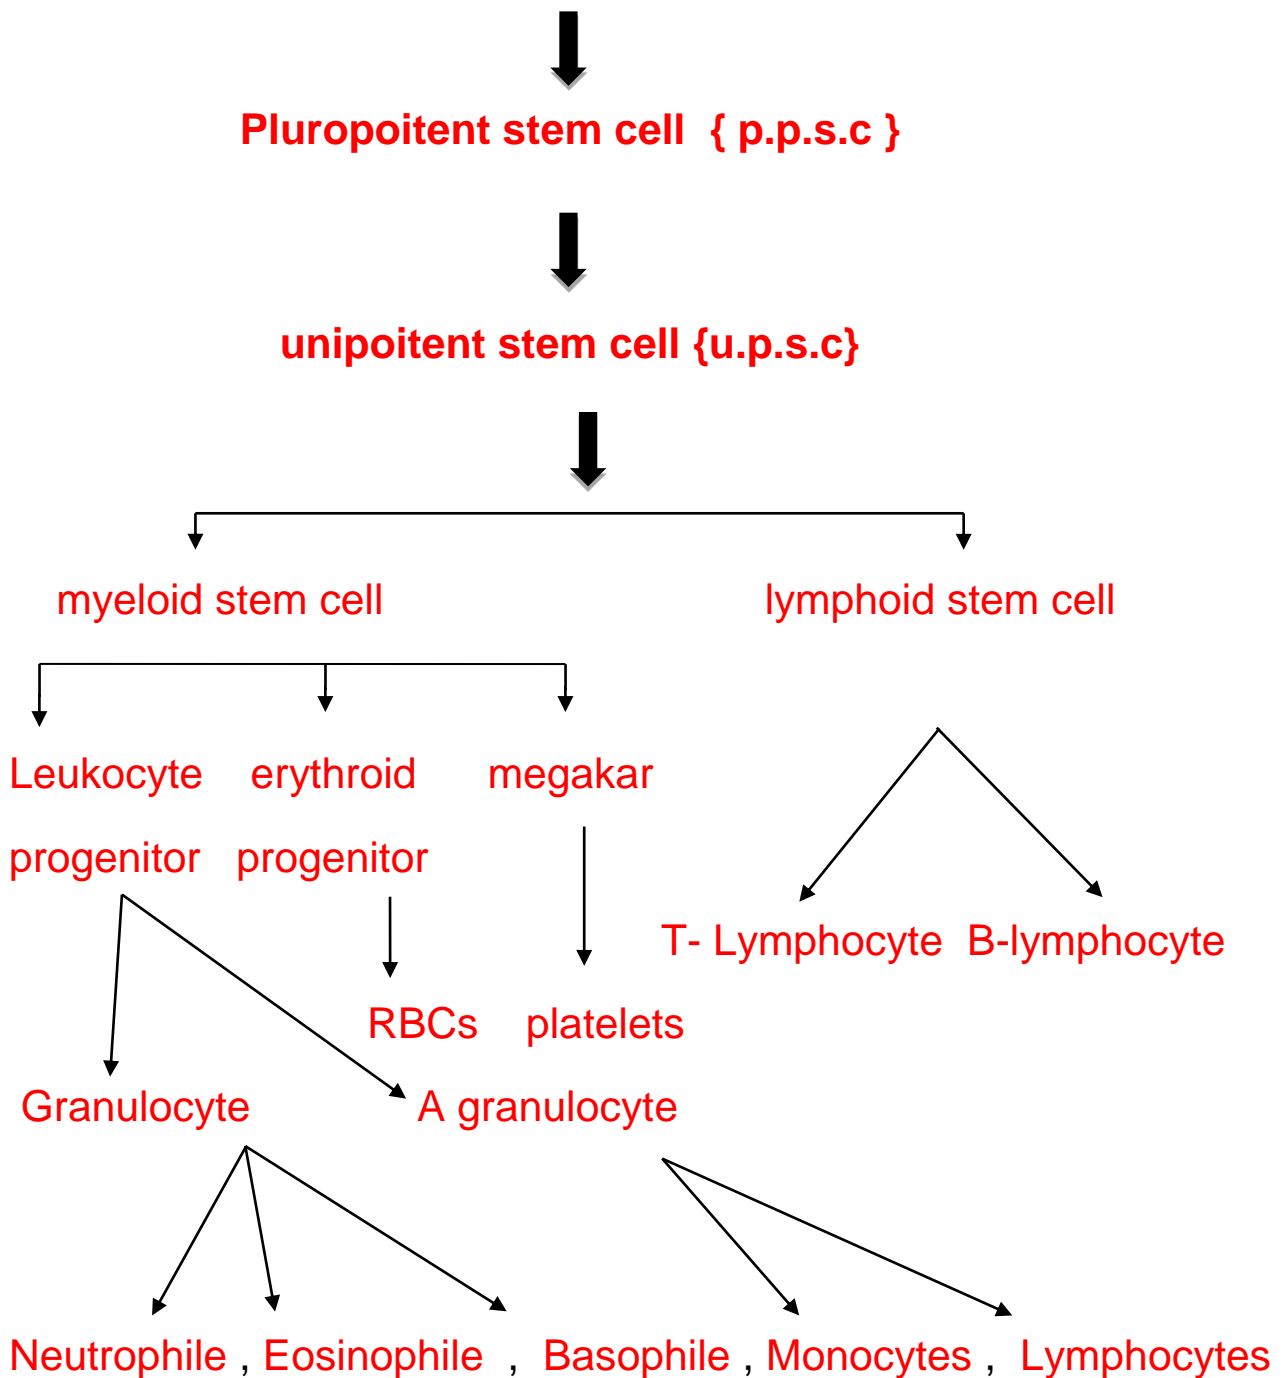 Pluropoitent stem cell { p.p.s.c }
unipoitent stem cell {u.p.s.c}
myeloid stem cell lymphoid stem cell
Leukocyte erythroid megakar
progenitor progenitor
T- Lymphocyte B-lymphocyte
RBCs platelets
Granulocyte A granulocyte
Neutrophile , Eosinophile , Basophile , Monocytes , Lymphocytes